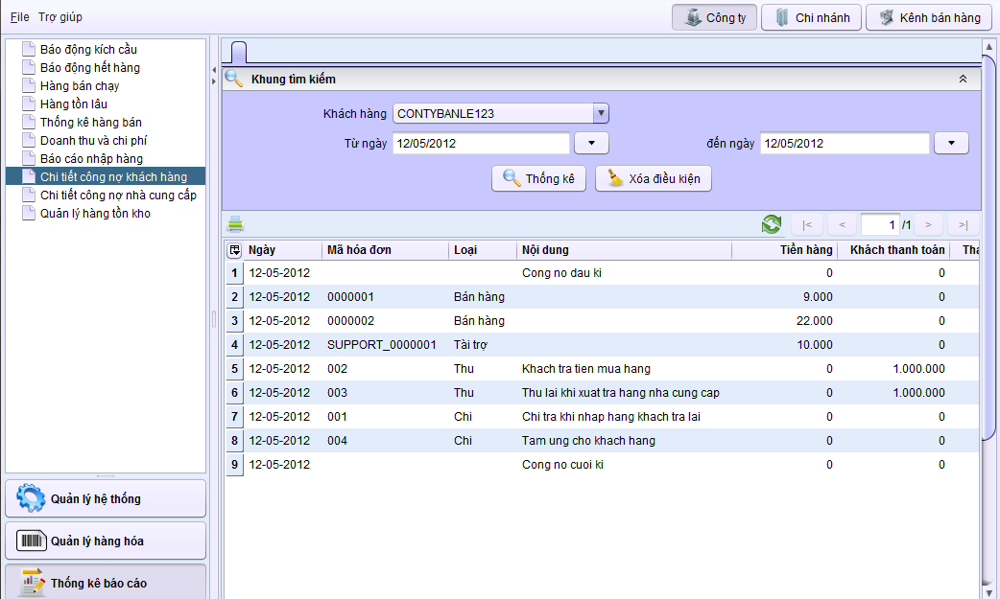 File Trợ giúp
Công ty Chi nhánh Kênh bán hàng
Báo động kích cầu
Báo động hết hàng
Hàng bán chạy
Hàng tồn lâu
Thống kê hàng bán
Doanh thu và chi phí
Báo cáo nhập hàng
Chi tiết công nợ khách hàng
Chi tiết công nợ nhà cung cấp
Quản lý hàng tồn kho
Quản lý hệ thống
Quản lý hàng hóa
Thống kê báo cáo
Khung tìm kiếm
Khách hàng CONTYBANLE123
Từ ngày 12/05/2012 đến ngày 12/05/2012
Thống kê Xóa điều kiện
|< < 1 /1 > >|
Ngày Mã hóa đơn Loại Nội dung Tiền hàng Khách thanh toán Tha
1 12-05-2012 Cong no dau ki 0 0
2 12-05-2012 0000001 Bán hàng 9.000 0
3 12-05-2012 0000002 Bán hàng 22.000 0
4 12-05-2012 SUPPORT_0000001 Tài trợ 10.000 0
5 12-05-2012 002 Thu Khach tra tien mua hang 0 1.000.000
6 12-05-2012 003 Thu Thu lai khi xuat tra hang nha cung cap 0 1.000.000
7 12-05-2012 001 Chi Chi tra khi nhap hang khach tra lai 0 0
8 12-05-2012 004 Chi Tam ung cho khach hang 0 0
9 12-05-2012 Cong no cuoi ki 0 0